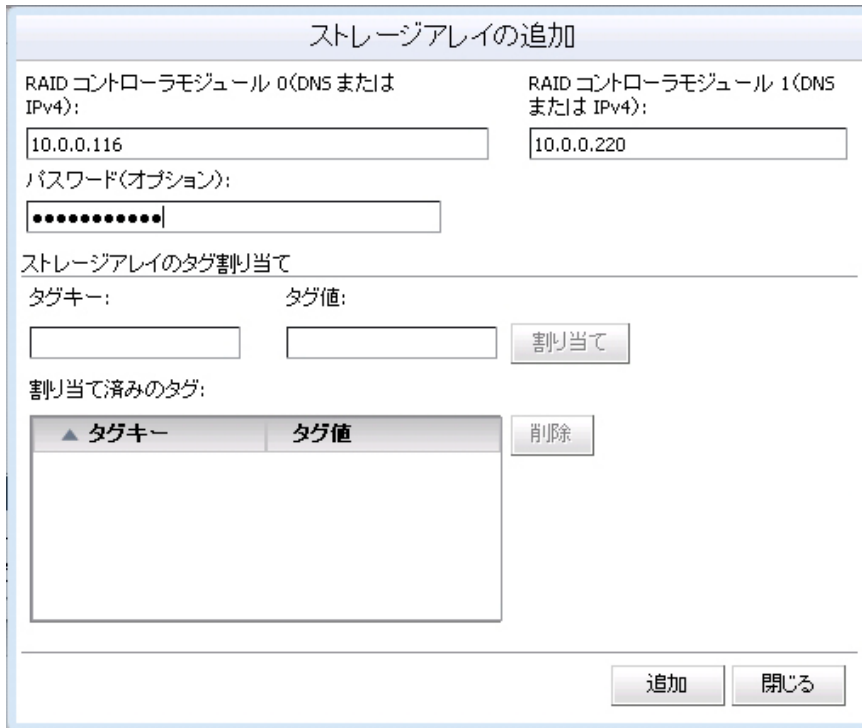 ストレージアレイの追加
RAID コントローラモジュール 0(DNS または
IPv4):
RAID コントローラモジュール 1(DNS
または IPv4):
10.0.0.116
10.0.0.220
パスワード(オプション):
●●●●●●●●●●●
ストレージアレイのタグ割り当て
タグキー:
タグ値:
割り当て
割り当て済みのタグ:
▲ タグキー
タグ値
削除
追加
閉じる